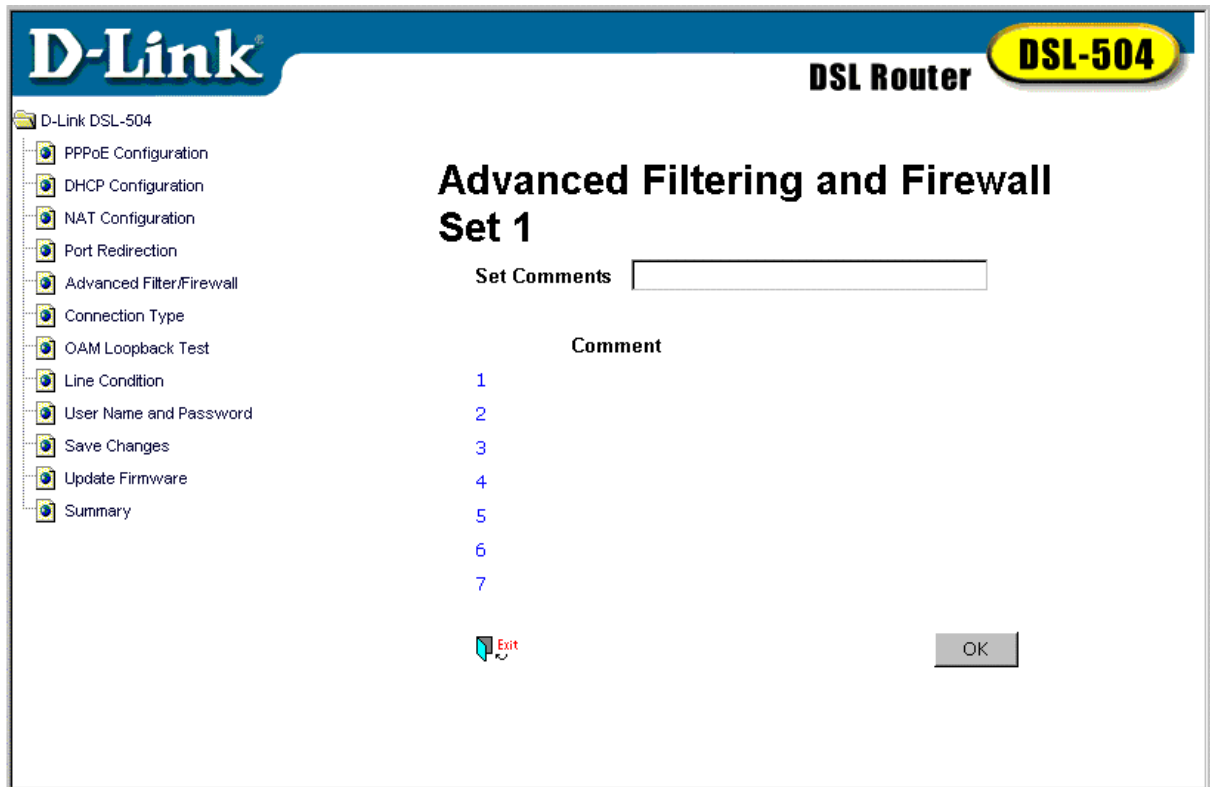 D-Link®
DSL Router
DSL-504
D-Link DSL-504
PPPoE Configuration
DHCP Configuration
NAT Configuration
Port Redirection
Advanced Filter/Firewall
Connection Type
OAM Loopback Test
Line Condition
User Name and Password
Save Changes
Update Firmware
Summary
Advanced Filtering and Firewall
Set 1
Set Comments
Comment
1
2
3
4
5
6
7
Exit
OK